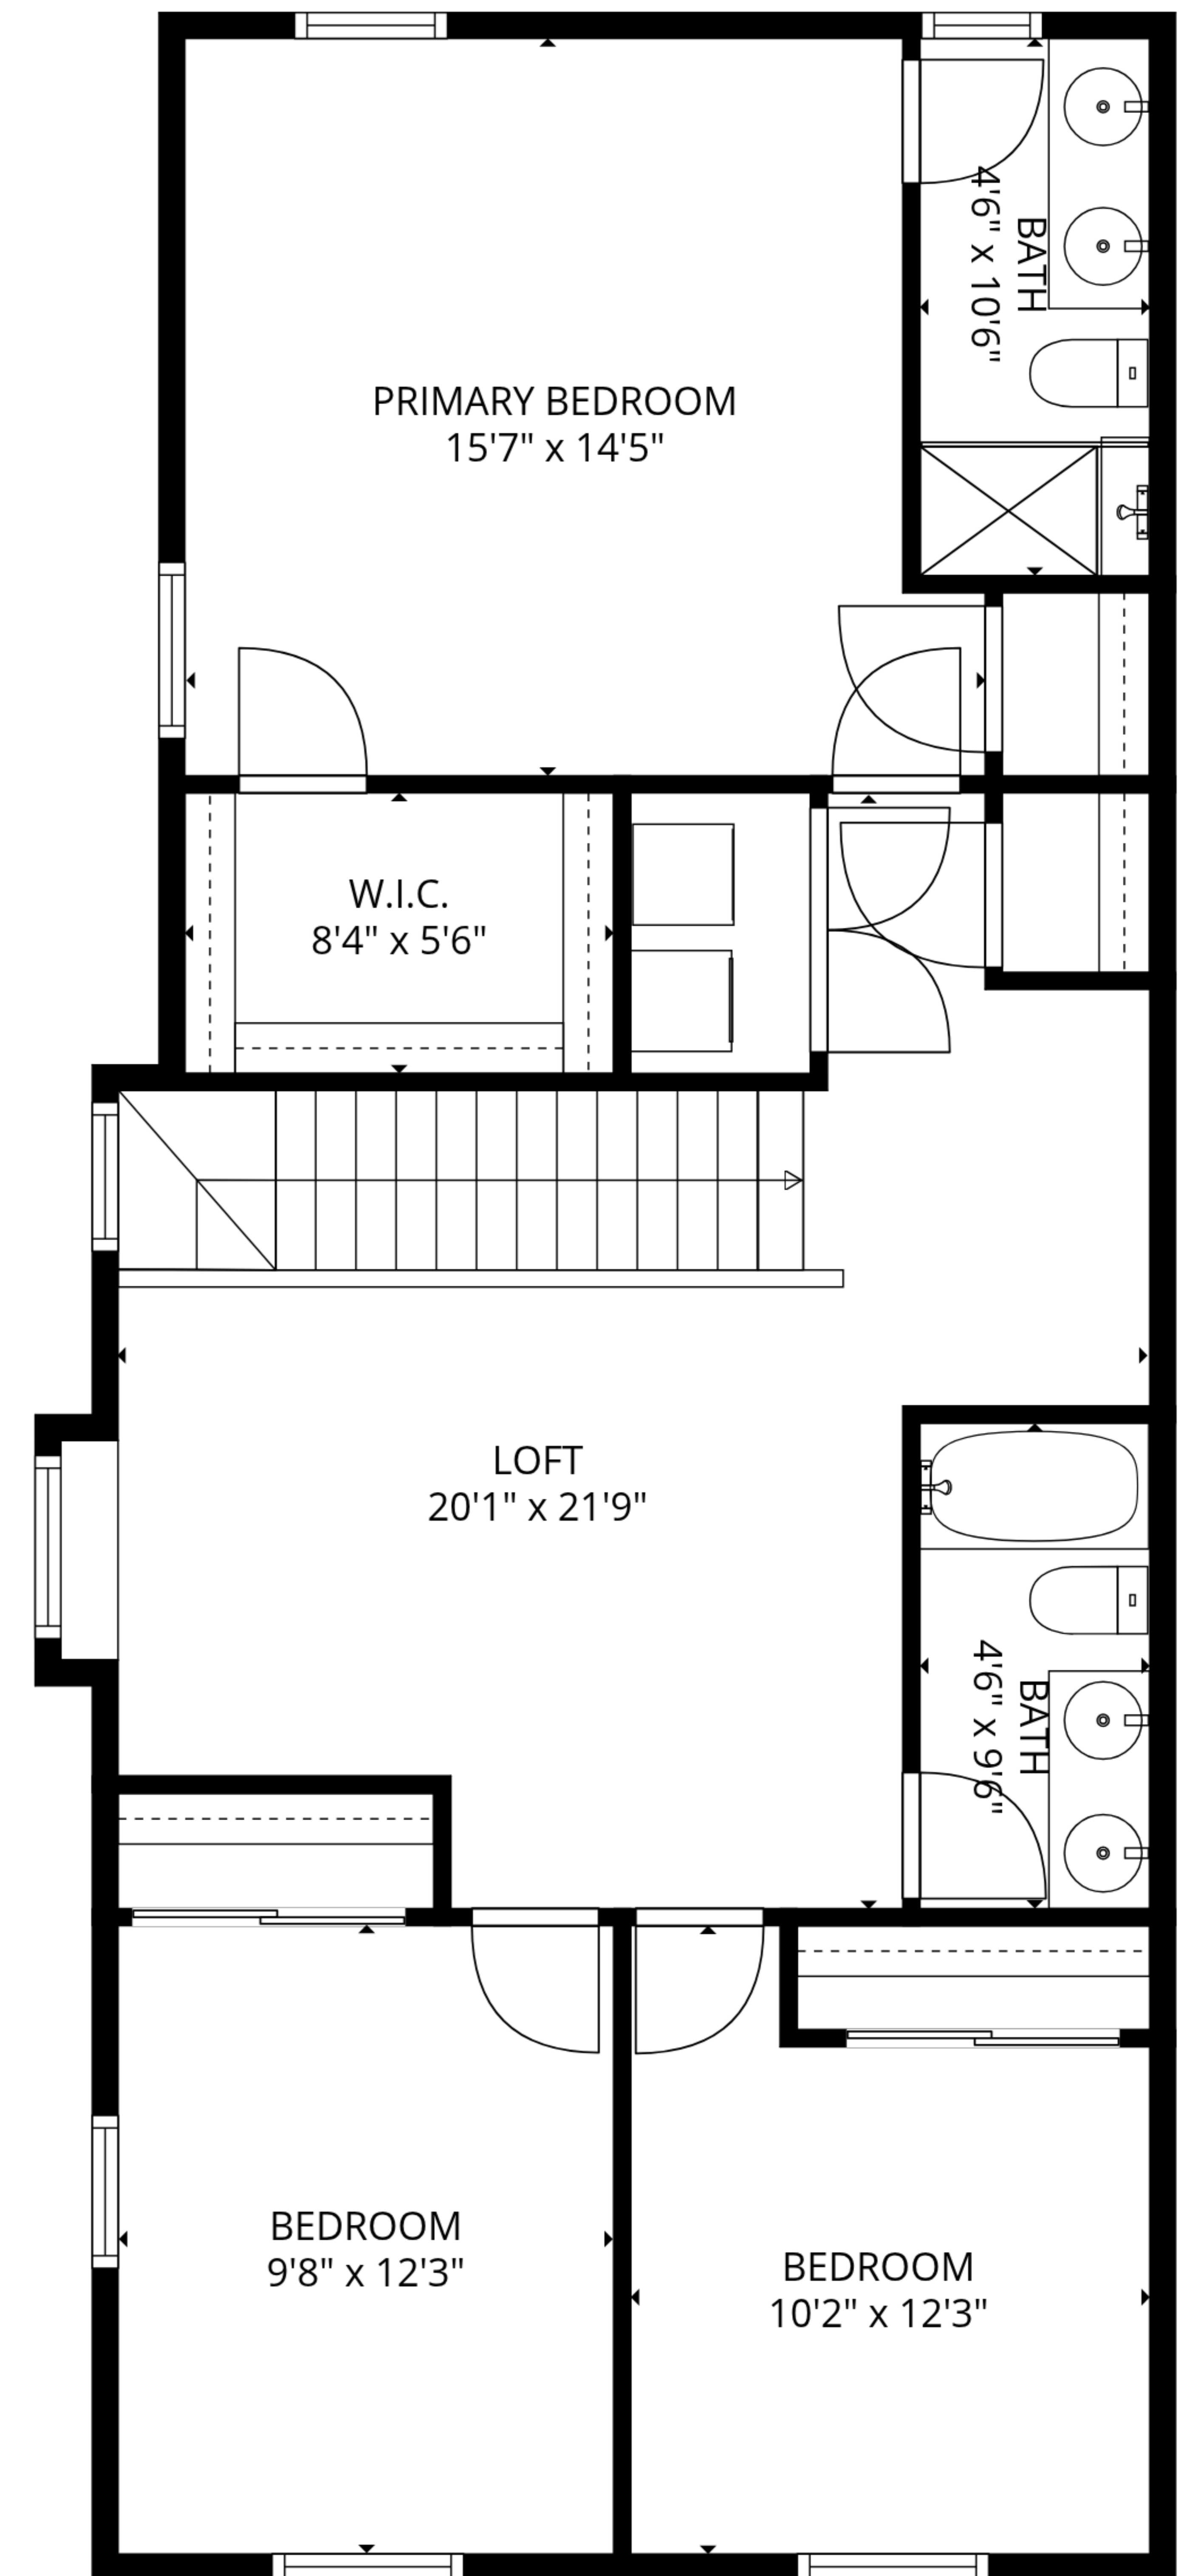 BATH
4'6" x 10'6"
PRIMARY BEDROOM
15'7" x 14'5"
W.I.C.
8'4" x 5'6"
LOFT
20'1" x 21'9"
BATH
4'6" x 9'6"
BEDROOM
9'8" x 12'3"
BEDROOM
10'2" x 12'3"